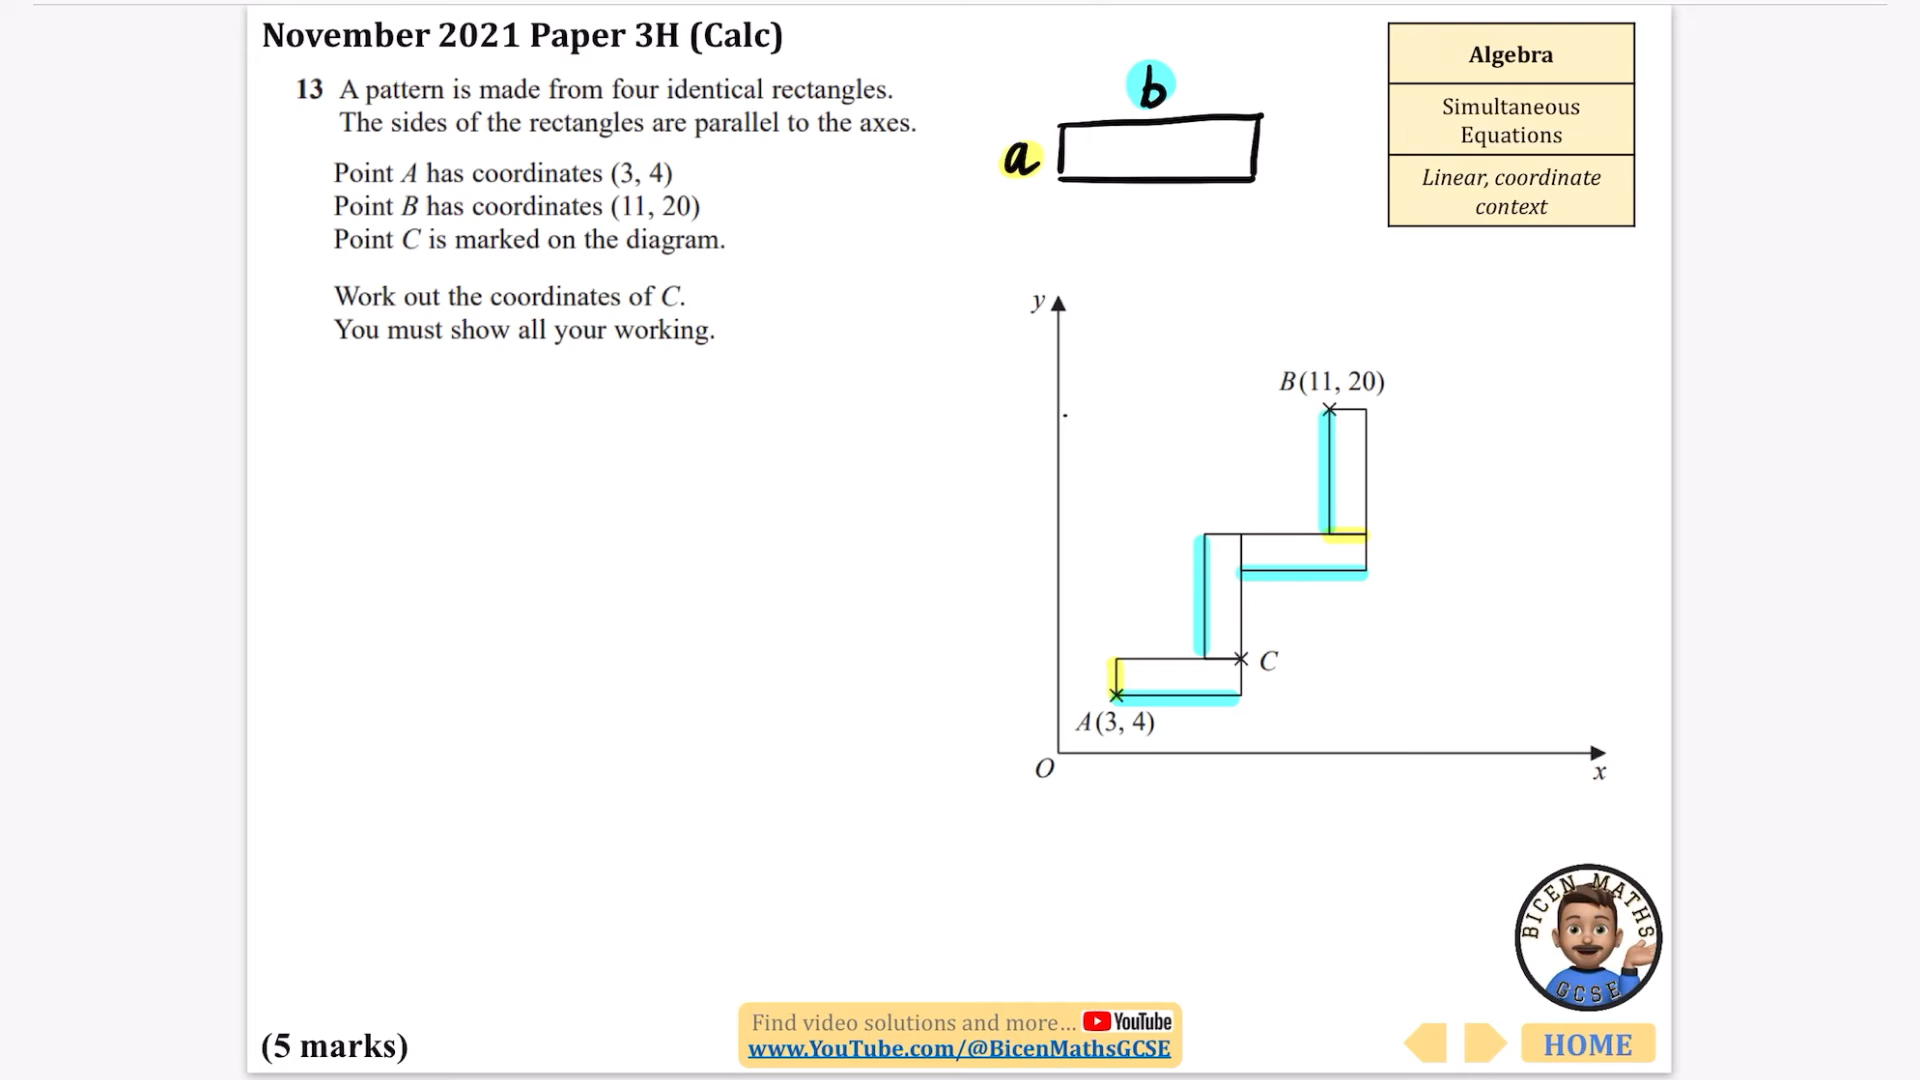 November 2021 Paper 3H (Calc)
13 A pattern is made from four identical rectangles.
The sides of the rectangles are parallel to the axes.
Point A has coordinates (3, 4)
Point B has coordinates (11, 20)
Point C is marked on the diagram.
Work out the coordinates of C.
You must show all your working.
b
a
Algebra
Simultaneous
Equations
Linear, coordinate
context
y
B(11, 20)
C
A(3, 4)
O
x
BICEN MATHS
GCSE
(5 marks)
Find video solutions and more... YouTube
www.YouTube.com/@BicenMathsGCSE
HOME